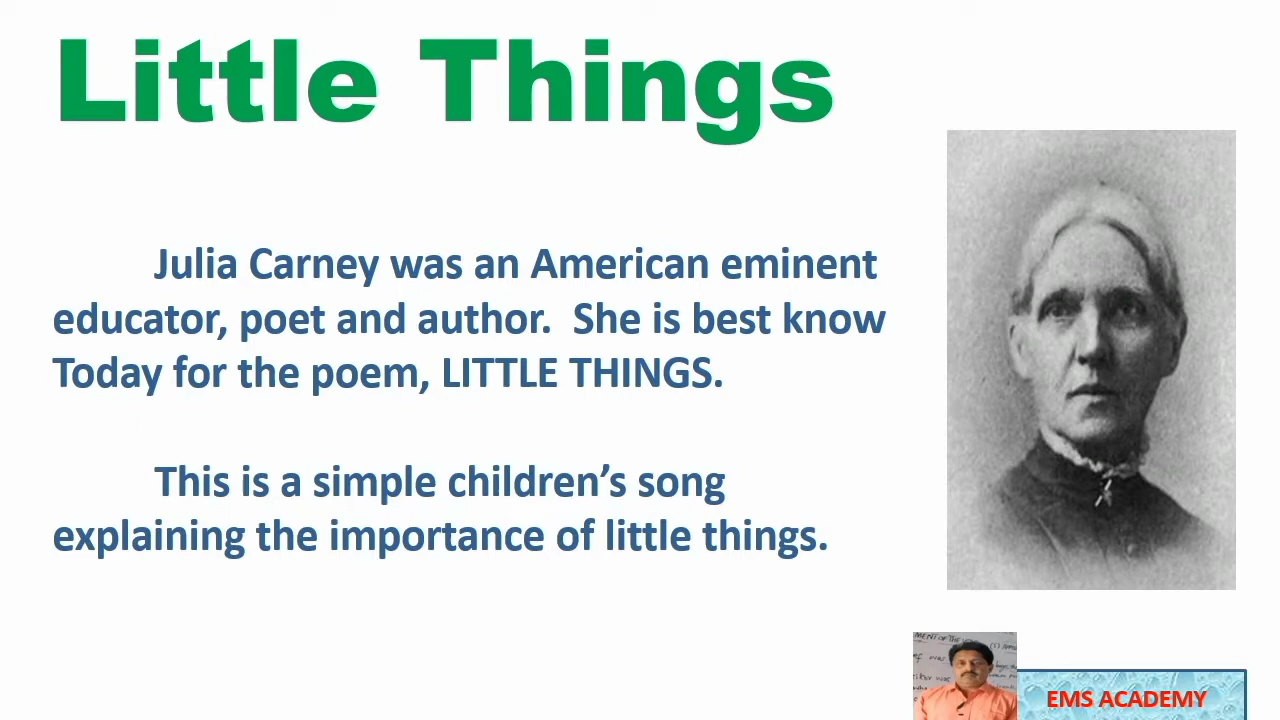 Little Things
Julia Carney was an American eminent
educator, poet and author. She is best know
Today for the poem, LITTLE THINGS.
This is a simple children's song
explaining the importance of little things.
EMS ACADEMY